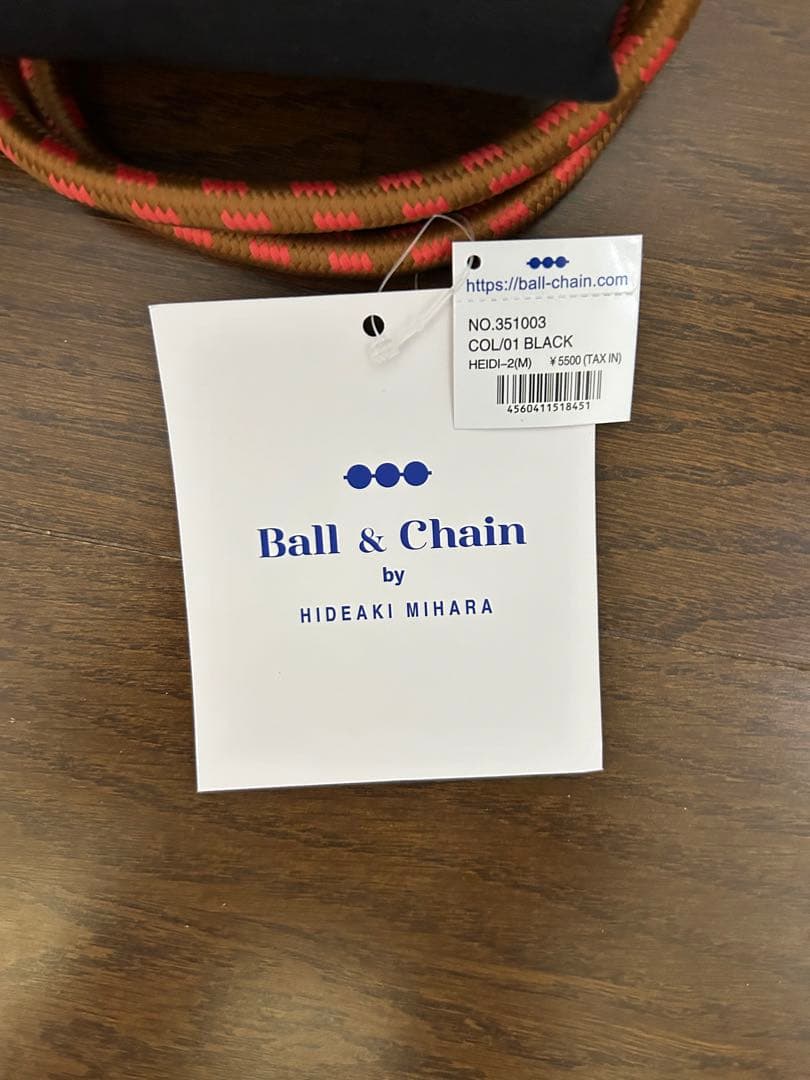 https://ball-chain.com
NO.351003
COL/01 BLACK
HEIDI-2(M) ¥5500 (TAX IN)
4560411518451
Ball & Chain
by
HIDEAKI MIHARA